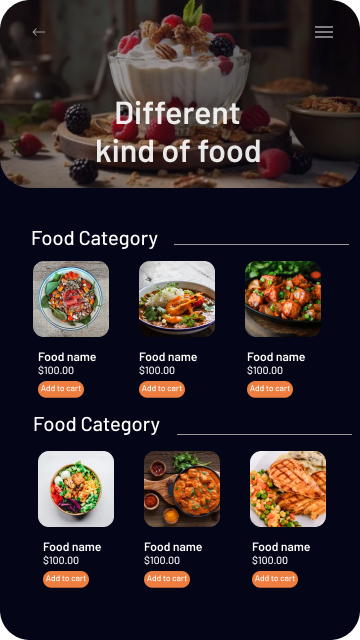 Different
kind of food
Food Category
Food name
$100.00
Add to cart
Food name
$100.00
Add to cart
Food name
$100.00
Add to cart
Food Category
Food name
$100.00
Add to cart
Food name
$100.00
Add to cart
Food name
$100.00
Add to cart